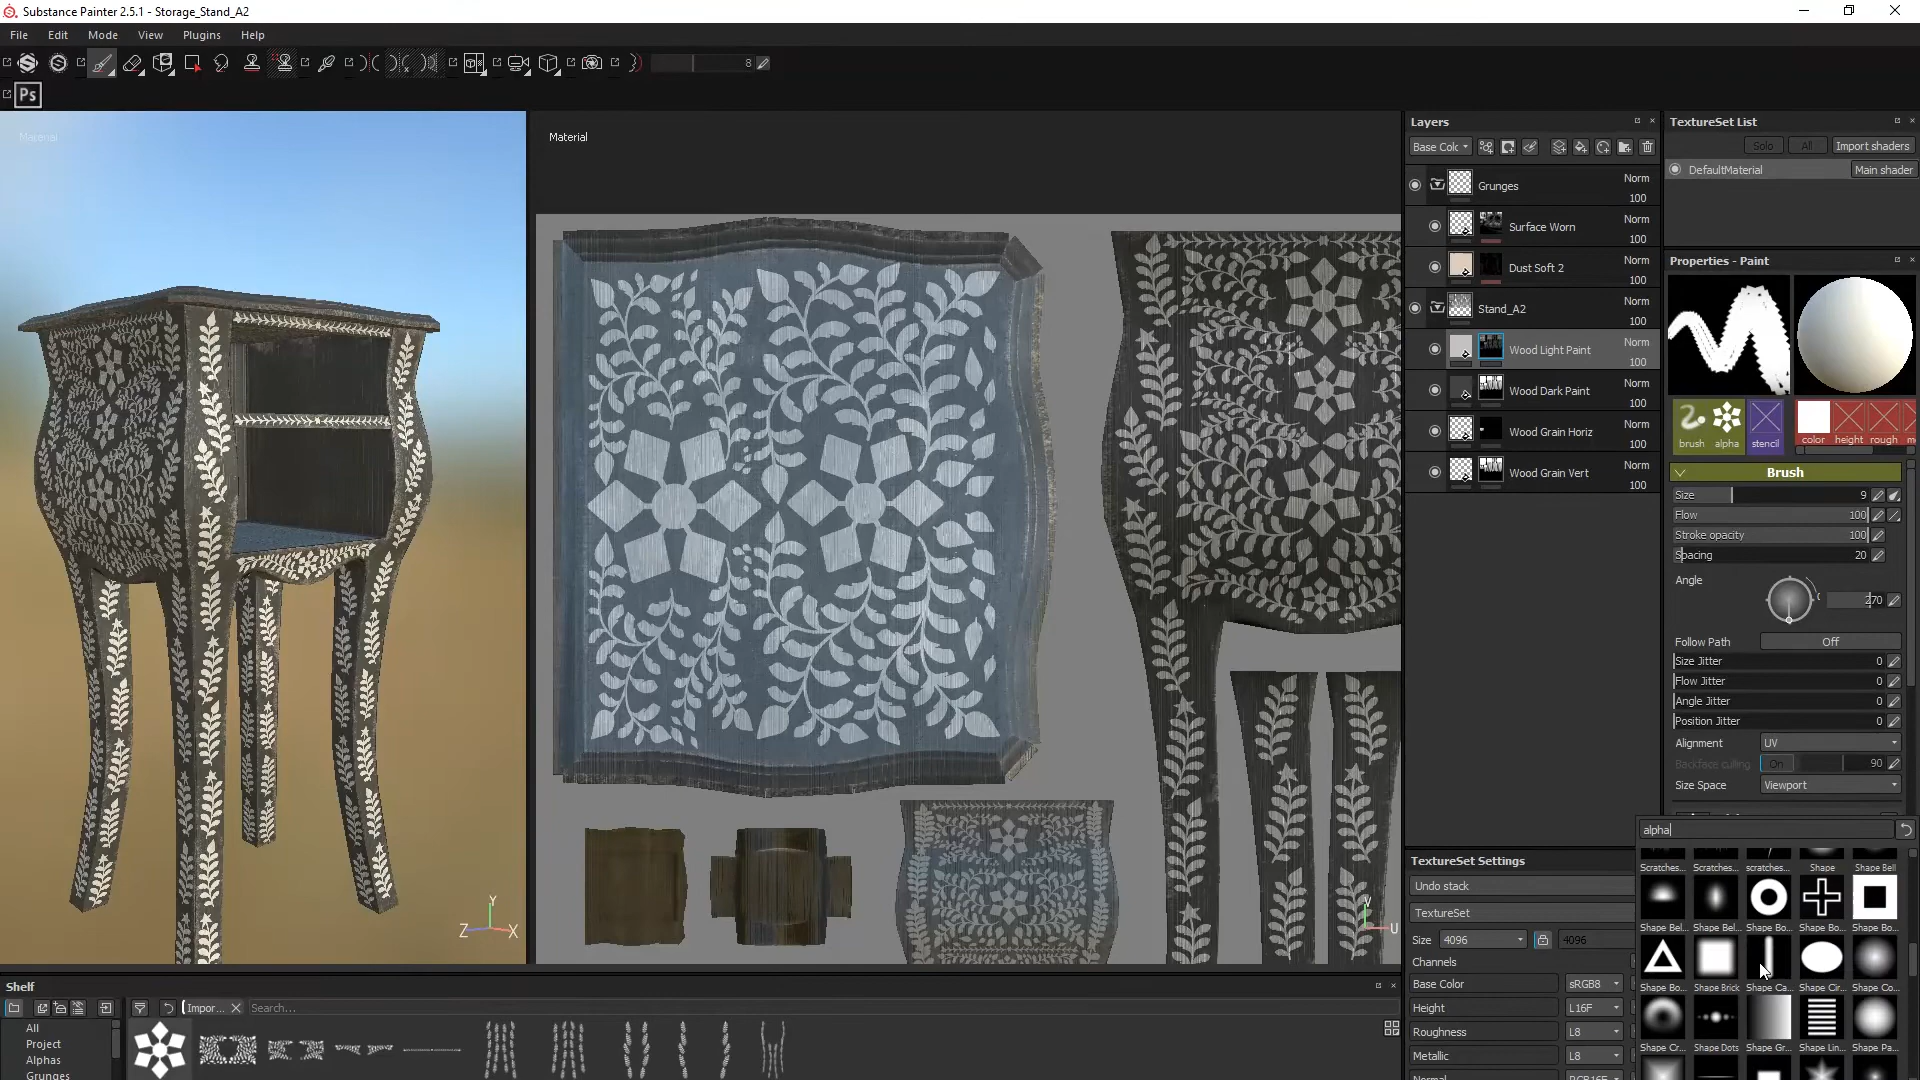 Substance Painter 2.5.1 - Storage_Stand_A2
File Edit Mode View Plugins Help
8
Ps
Material
Material
Layers
Base Colc
Grunges Norm 100
Surface Worn Norm 100
Dust Soft 2 Norm 100
Stand_A2 Norm 100
Wood Light Paint Norm 100
Wood Dark Paint Norm 100
Wood Grain Horiz Norm 100
Wood Grain Vert Norm 100
TextureSet List
Solo All Import shaders
DefaultMaterial Main shader
Properties - Paint
brush alpha stencil color height rough m
Brush
Size 9
Flow 100
Stroke opacity 100
Spacing 20
Angle 270
Follow Path Off
Size Jitter 0
Flow Jitter 0
Angle Jitter 0
Position Jitter 0
Alignment UV
Backface culling On 90
Size Space Viewport
alpha
Scratches... Scratches... scratches... Shape Shape Bell
Shape Bel... Shape Bel... Shape Bo... Shape Bo... Shape Bo...
Shape Bo... Shape Brick Shape Ca... Shape Cir... Shape Co...
Shape Cr... Shape Dots Shape Gr... Shape Lin... Shape Pa...
TextureSet Settings
Undo stack
TextureSet
Size 4096 4096
Channels
Base Color sRGB8
Height L16F
Roughness L8
Metallic L8
Normal RGB16F
Y Z X
V U
Shelf
Impor... Search...
All
Project
Alphas
Grunges